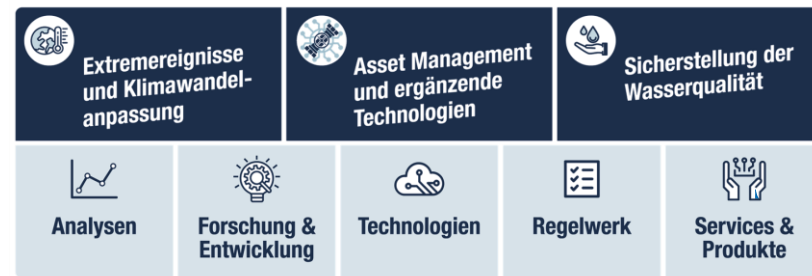 Extremereignisse
und Klimawandel-
anpassung
Asset Management
und ergänzende
Technologien
Sicherstellung der
Wasserqualität
Analysen
Forschung &
Entwicklung
Technologien
Regelwerk
Services &
Produkte